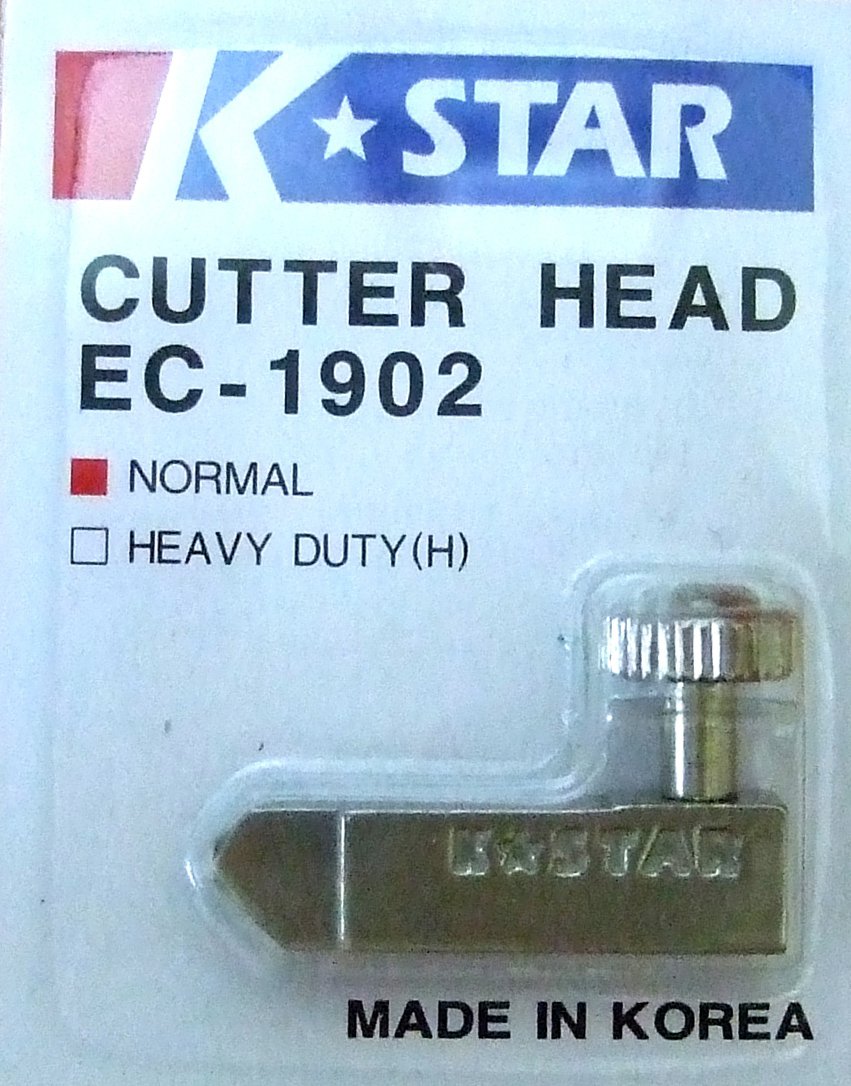 K★STAR
CUTTER HEAD
EC-1902
NORMAL
HEAVY DUTY(H)
K☆STAR
MADE IN KOREA